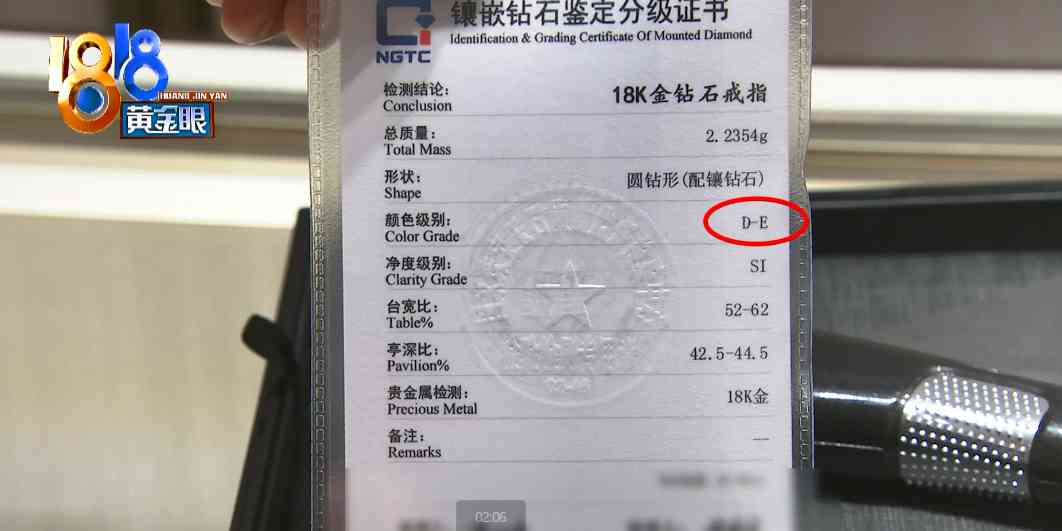 1818
HUANG JIN YAN
黄金眼
NGTC
镶嵌钻石鉴定分级证书
Identification & Grading Certificate Of Mounted Diamond
检测结论:
Conclusion
18K金钻石戒指
总质量:
Total Mass
2.2354g
形状:
Shape
圆钻形(配镶钻石)
颜色级别:
Color Grade
D-E
净度级别:
Clarity Grade
SI
台宽比:
Table%
52-62
亭深比:
Pavilion%
42.5-44.5
贵金属检测:
Precious Metal
18K金
备注:
Remarks
—
02:06